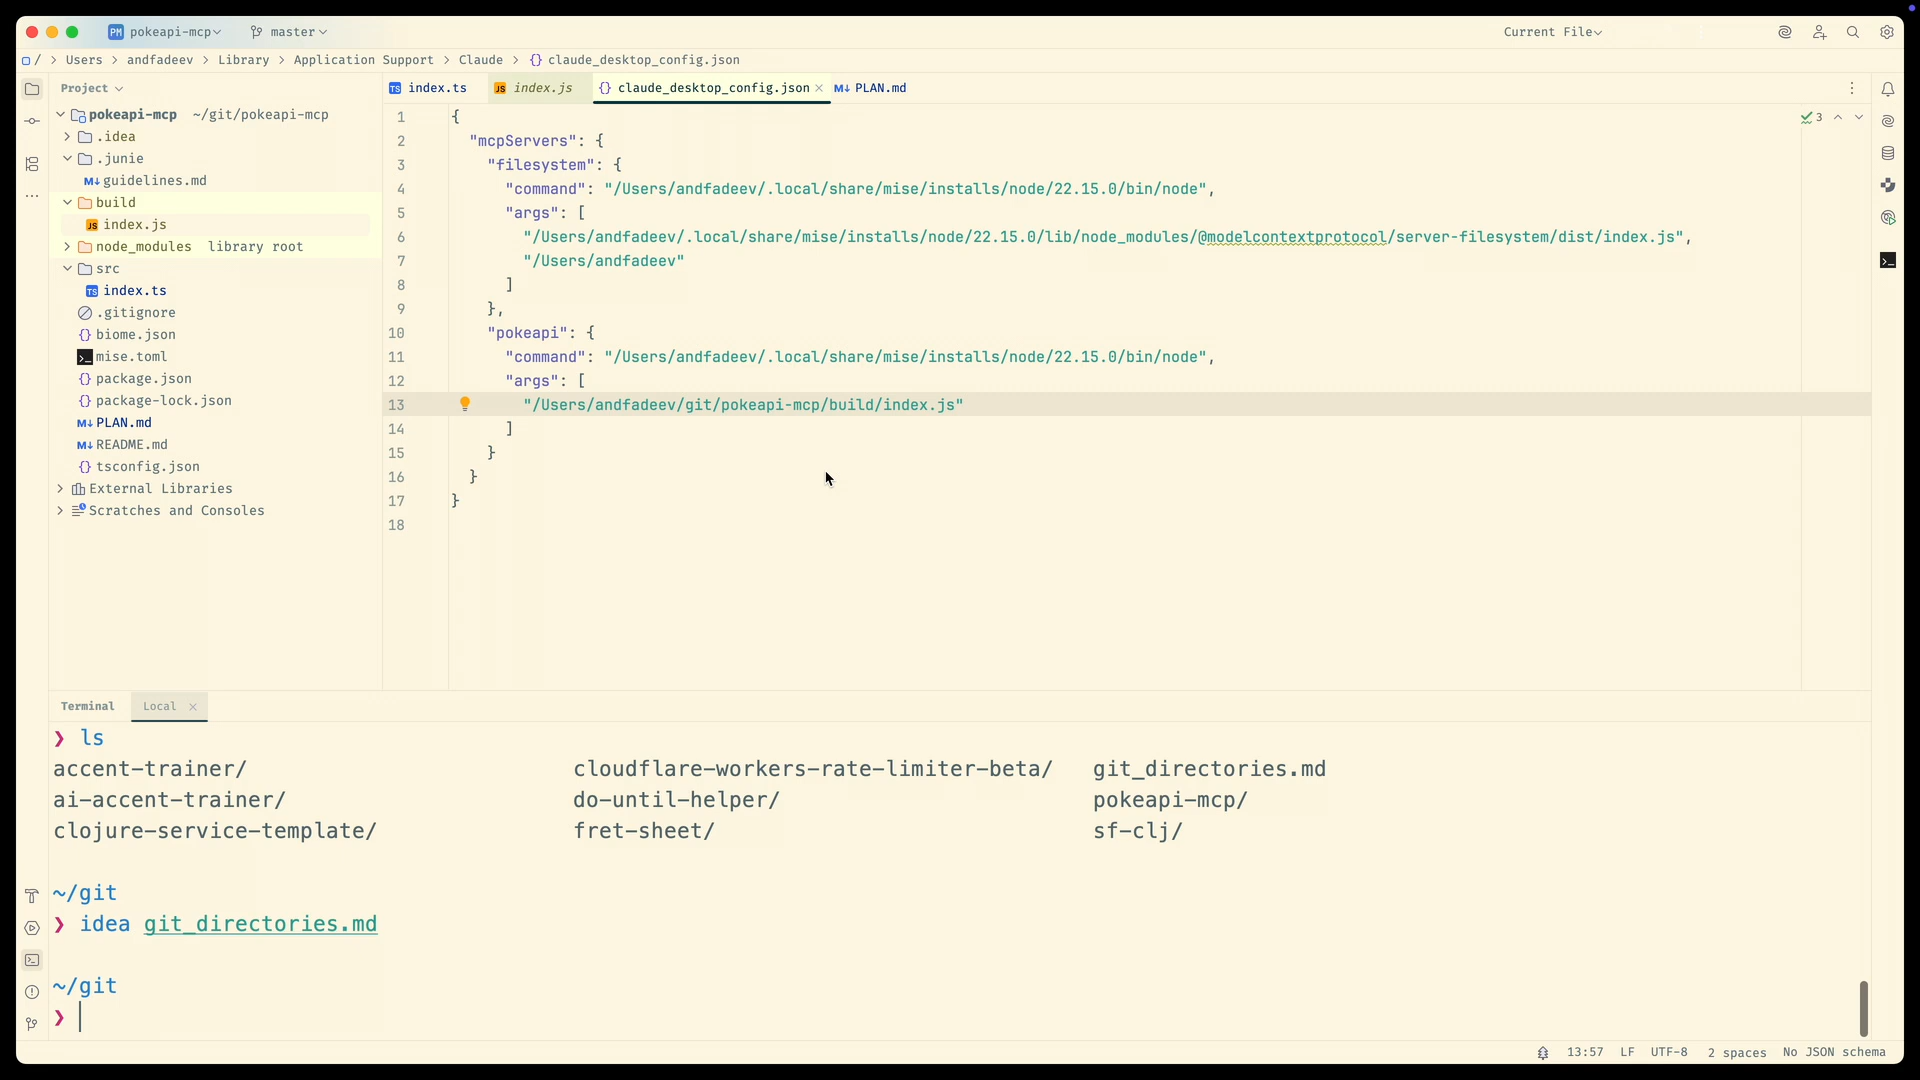 PM pokeapi-mcp master Current File
/ Users andfadeev Library Application Support Claude {} claude_desktop_config.json
Project
TS index.ts JS index.js {} claude_desktop_config.json M↓ PLAN.md
pokeapi-mcp ~/git/pokeapi-mcp
.idea
.junie
M↓ guidelines.md
build
JS index.js
node_modules library root
src
TS index.ts
.gitignore
{} biome.json
mise.toml
{} package.json
{} package-lock.json
M↓ PLAN.md
M↓ README.md
{} tsconfig.json
External Libraries
Scratches and Consoles
1 {
2 "mcpServers": {
3 "filesystem": {
4 "command": "/Users/andfadeev/.local/share/mise/installs/node/22.15.0/bin/node",
5 "args": [
6 "/Users/andfadeev/.local/share/mise/installs/node/22.15.0/lib/node_modules/@modelcontextprotocol/server-filesystem/dist/index.js",
7 "/Users/andfadeev"
8 ]
9 },
10 "pokeapi": {
11 "command": "/Users/andfadeev/.local/share/mise/installs/node/22.15.0/bin/node",
12 "args": [
13 "/Users/andfadeev/git/pokeapi-mcp/build/index.js"
14 ]
15 }
16 }
17 }
18
3
Terminal Local
❯ ls
accent-trainer/ cloudflare-workers-rate-limiter-beta/ git_directories.md
ai-accent-trainer/ do-until-helper/ pokeapi-mcp/
clojure-service-template/ fret-sheet/ sf-clj/
~/git
❯ idea git_directories.md
~/git
❯
13:57 LF UTF-8 2 spaces No JSON schema